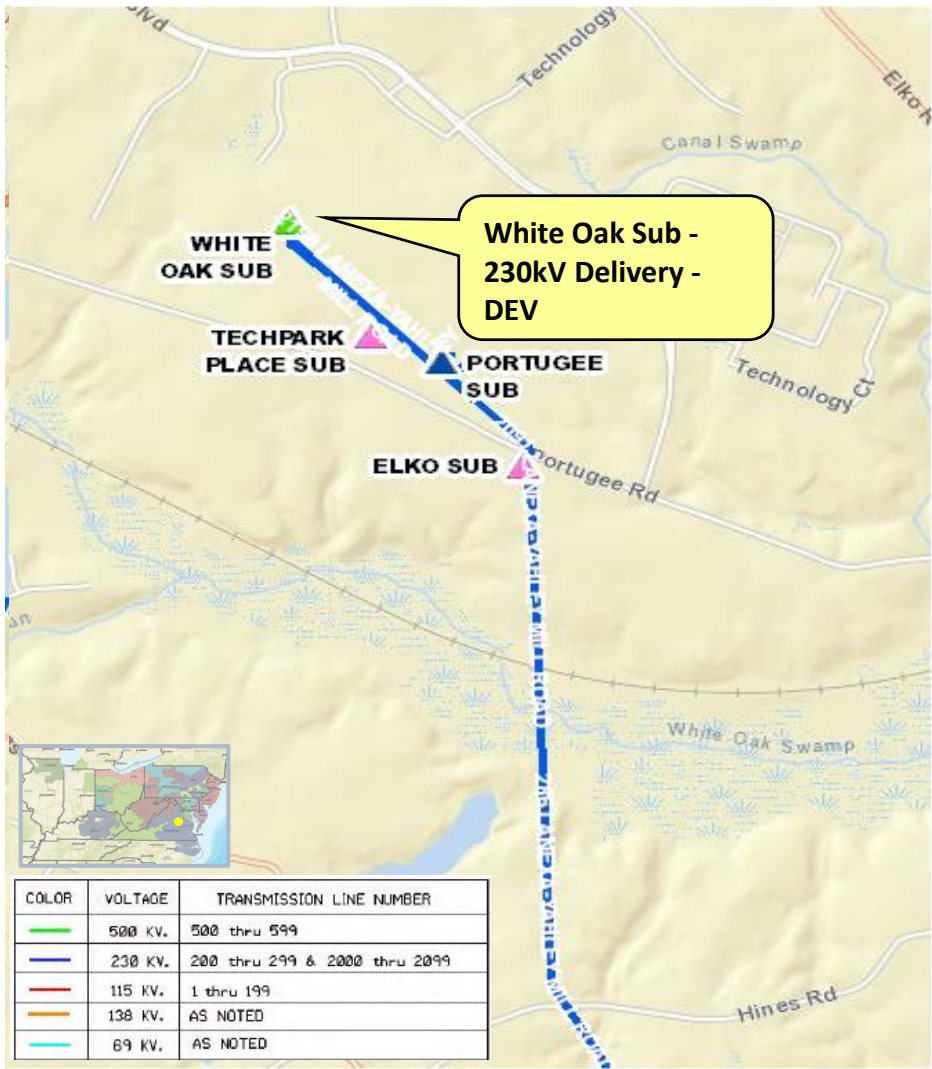 lvd
Technology
Elko R
Canal Swamp
White Oak Sub -
230kV Delivery -
DEV
WHITE
OAK SUB
TECHPARK
PLACE SUB
PORTUGEE
SUB
Technology Ct
ELKO SUB
Portugee Rd
White Oak Swamp
Hines Rd
COLOR VOLTAGE TRANSMISSION LINE NUMBER
500 KV. 500 thru 599
230 KV. 200 thru 299 & 2000 thru 2099
115 KV. 1 thru 199
138 KV. AS NOTED
69 KV. AS NOTED